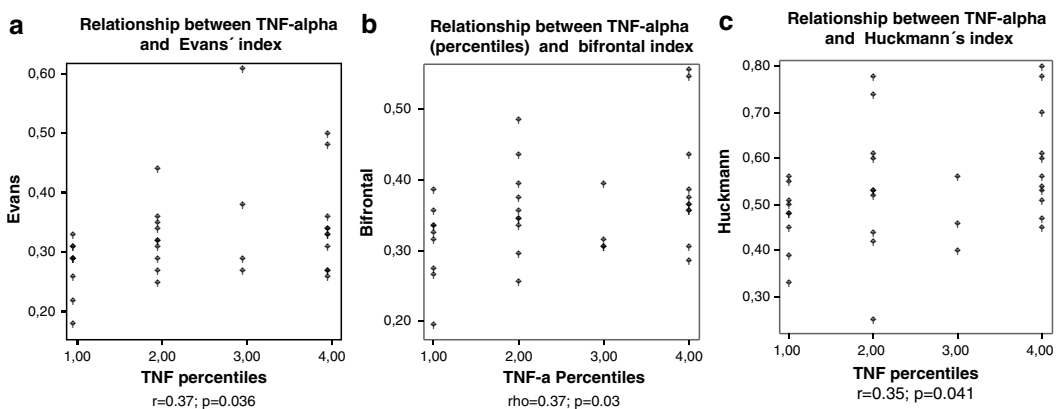 a
Relationship between TNF-alpha
and Evans´ index
0,60
0,50
0,40
0,30
0,20
Evans
1,00 2,00 3,00 4,00
TNF percentiles
r=0.37; p=0.036
b
Relationship between TNF-alpha
(percentiles) and bifrontal index
0,50
0,40
0,30
0,20
Bifrontal
1,00 2,00 3,00 4,00
TNF-a Percentiles
rho=0.37; p=0.03
c
Relationship between TNF-alpha
and Huckmann´s index
0,80
0,70
0,60
0,50
0,40
0,30
Huckmann
1,00 2,00 3,00 4,00
TNF percentiles
r=0.35; p=0.041